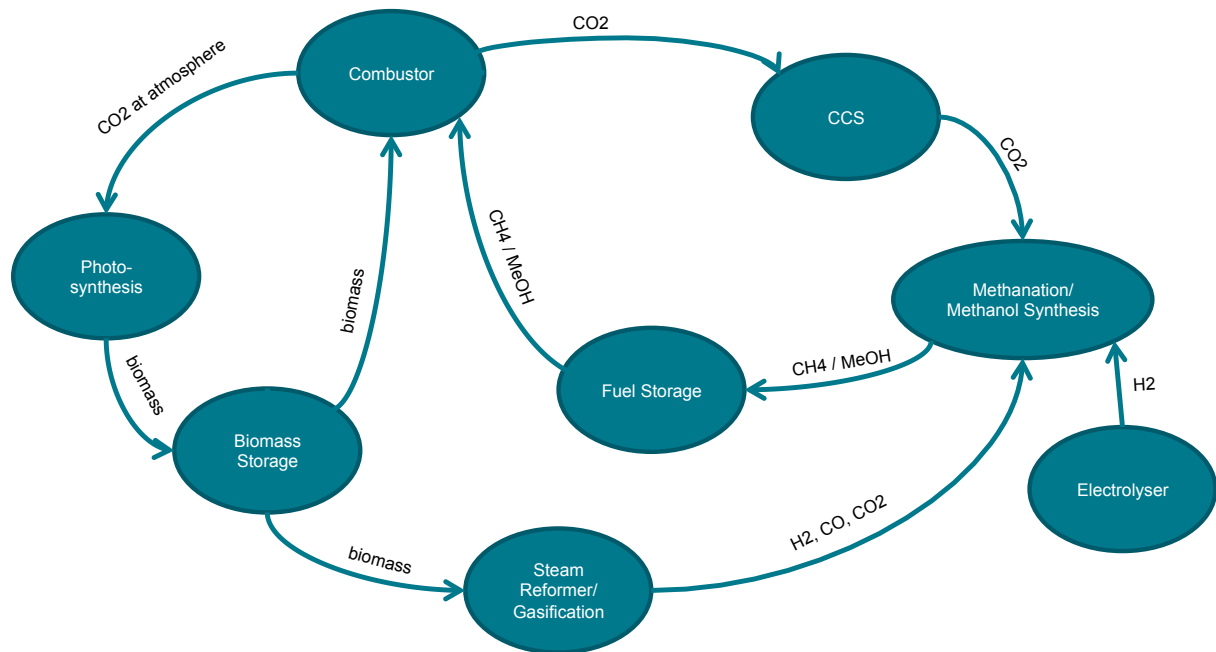 CO2
Combustor
CO2 at atmosphere
CCS
CO2
CH4 / MeOH
Photo-
synthesis
biomass
Methanation/
Methanol Synthesis
CH4 / MeOH
biomass
Fuel Storage
H2
Biomass
Storage
Electrolyser
H2, CO, CO2
biomass
Steam
Reformer/
Gasification